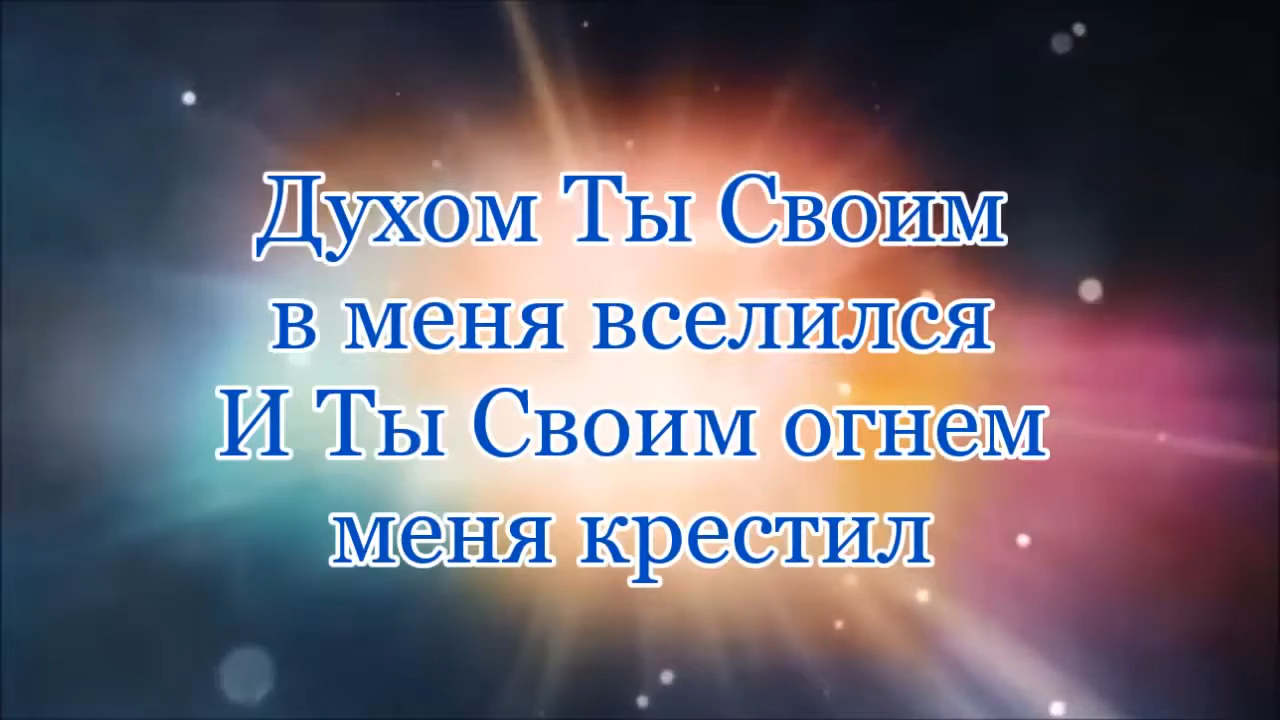 Духом Ты Своим
в меня вселился
И Ты Своим огнем
меня крестил